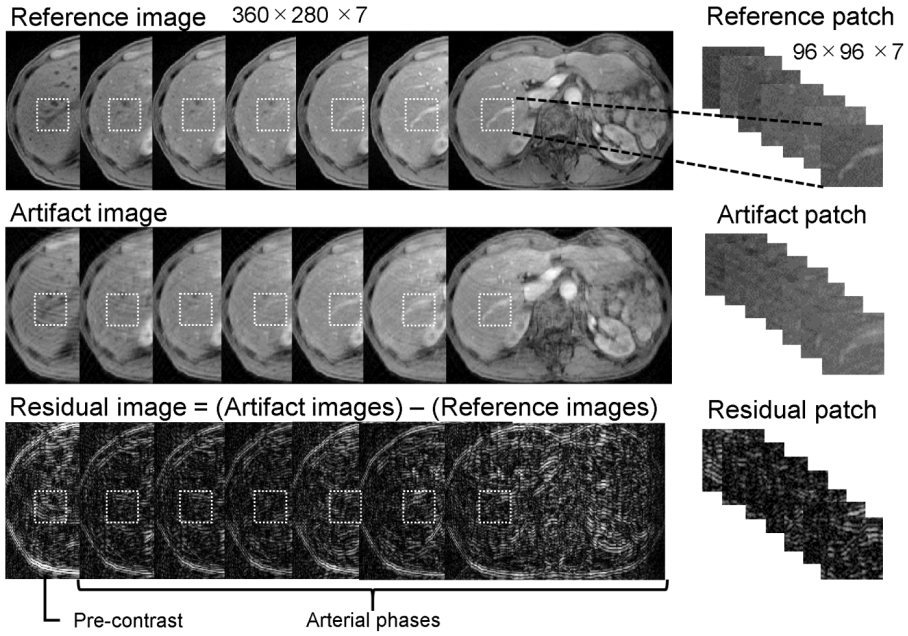 Reference image 360×280 ×7
Reference patch
96×96 ×7
Artifact image
Artifact patch
Residual image = (Artifact images) – (Reference images)
Residual patch
Pre-contrast
Arterial phases